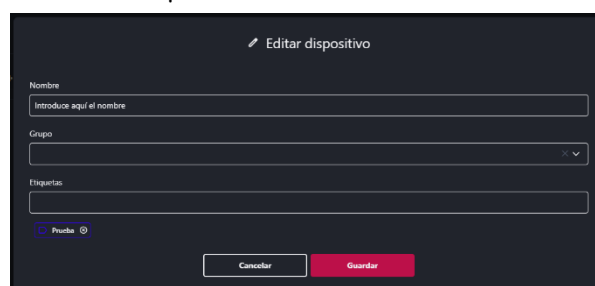 Editar dispositivo
Nombre
Introduce aquí el nombre
Grupo
Etiquetas
Prueba
Cancelar Guardar